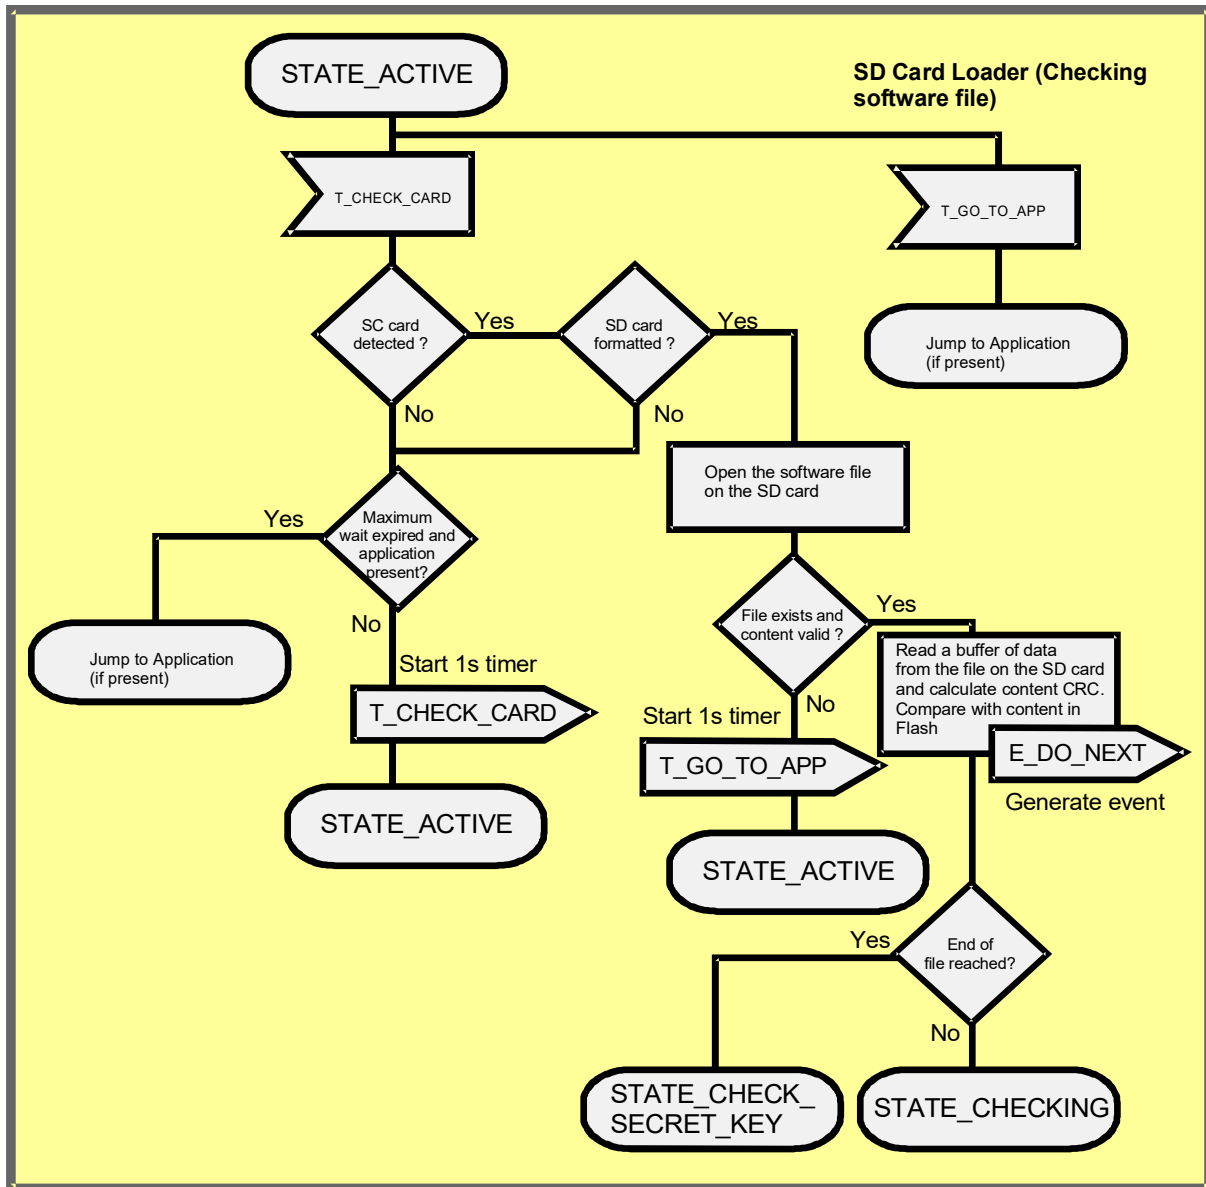 STATE_ACTIVE
SD Card Loader (Checking
software file)
T_CHECK_CARD
T_GO_TO_APP
SC card
detected ?
Yes
SD card
formatted ?
Yes
Jump to Application
(if present)
No
No
Open the software file
on the SD card
Yes
Maximum
wait expired and
application
present?
No
File exists and
content valid ?
Yes
Jump to Application
(if present)
Start 1s timer
T_CHECK_CARD
STATE_ACTIVE
Read a buffer of data
from the file on the SD card
and calculate content CRC.
Compare with content in
Flash
No
Start 1s timer
T_GO_TO_APP
E_DO_NEXT
Generate event
STATE_ACTIVE
Yes
End of
file reached?
No
STATE_CHECK_
SECRET_KEY
STATE_CHECKING